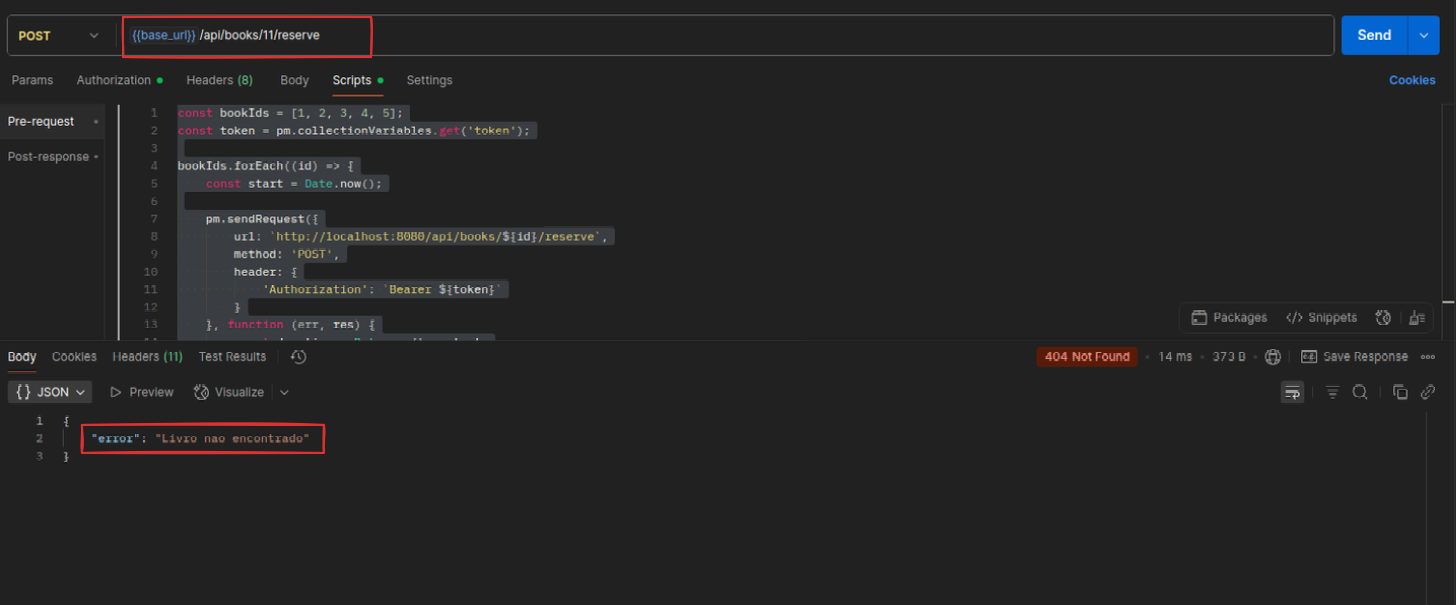 POST {{base_url}} /api/books/11/reserve Send
Params Authorization Headers (8) Body Scripts Settings Cookies
Pre-request
Post-response
1 const bookIds = [1, 2, 3, 4, 5];
2 const token = pm.collectionVariables.get('token');
3
4 bookIds.forEach((id) => {
5 const start = Date.now();
6
7 pm.sendRequest({
8 url: `http://localhost:8080/api/books/${id}/reserve`,
9 method: 'POST',
10 header: {
11 'Authorization': `Bearer ${token}`
12 }
13 }, function (err, res) {
Packages </> Snippets
Body Cookies Headers (11) Test Results 404 Not Found 14 ms 373 B Save Response
{} JSON Preview Visualize
1 {
2 "error": "Livro nao encontrado"
3 }